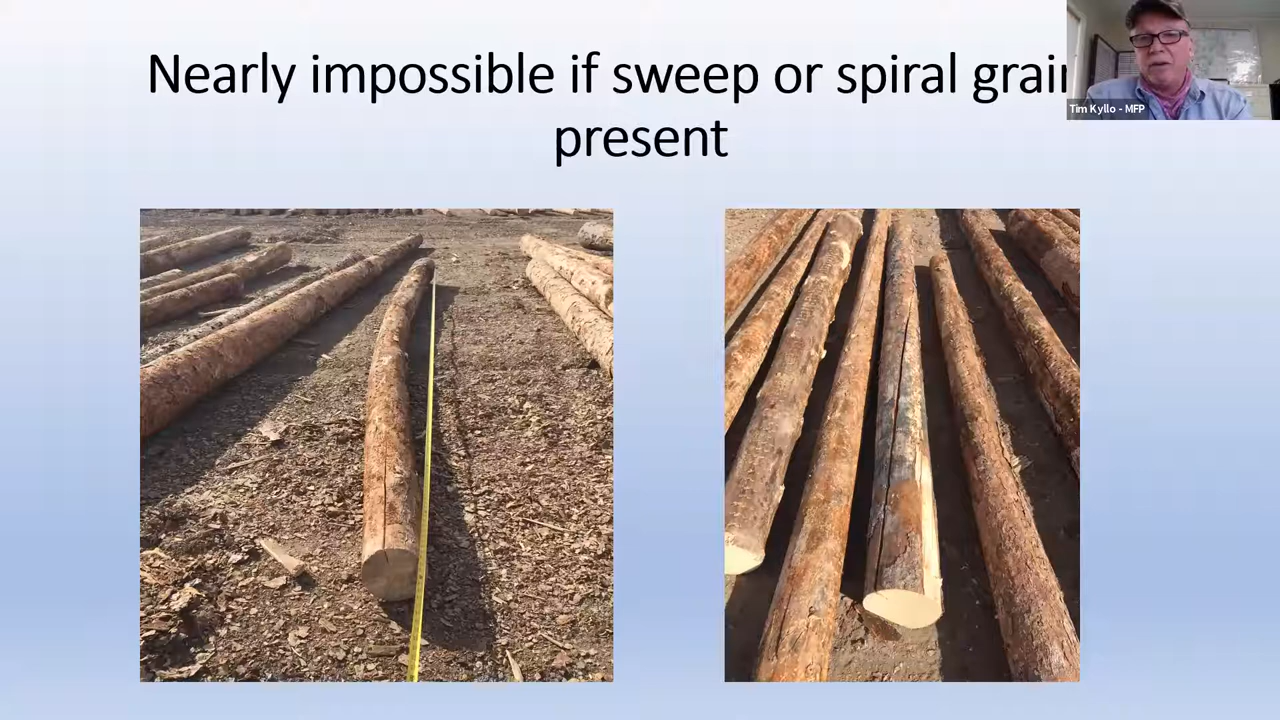 Nearly impossible if sweep or spiral grain
present
Tim Kyllo - MFP